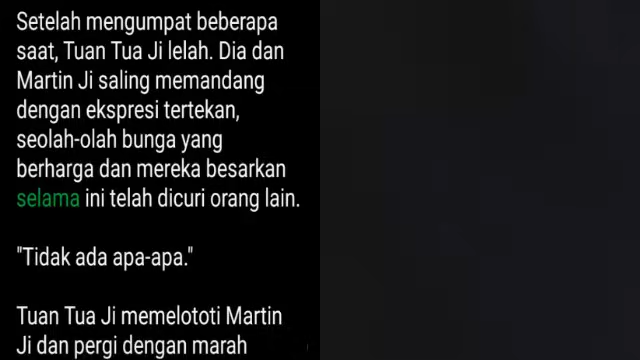 Setelah mengumpat beberapa
saat, Tuan Tua Ji lelah. Dia dan
Martin Ji saling memandang
dengan ekspresi tertekan,
seolah-olah bunga yang
berharga dan mereka besarkan
selama ini telah dicuri orang lain.
"Tidak ada apa-apa."
Tuan Tua Ji memelototi Martin
Ji dan pergi dengan marah